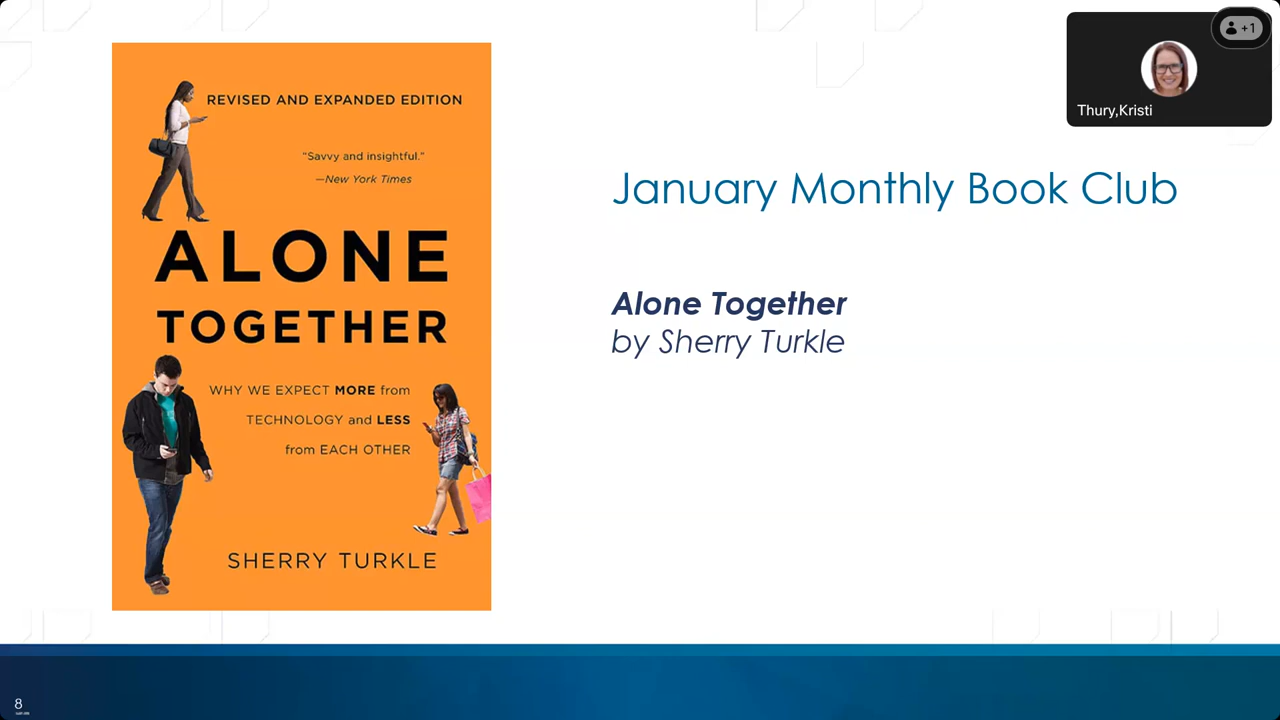 REVISED AND EXPANDED EDITION
"Savvy and insightful."
—New York Times
ALONE
TOGETHER
WHY WE EXPECT MORE from
TECHNOLOGY and LESS
from EACH OTHER
SHERRY TURKLE
January Monthly Book Club
Alone Together
by Sherry Turkle
+1
Thury,Kristi
8